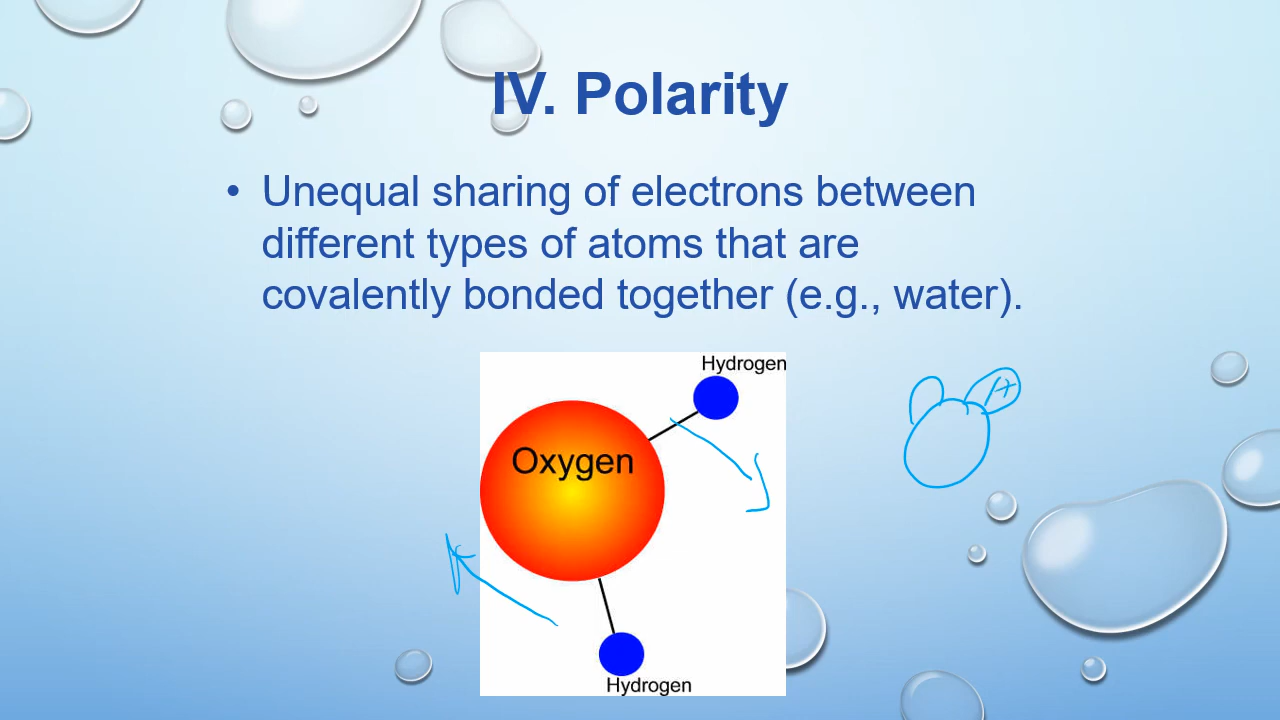 IV. Polarity
• Unequal sharing of electrons between
different types of atoms that are
covalently bonded together (e.g., water).
Hydrogen
H
Oxygen
Hydrogen